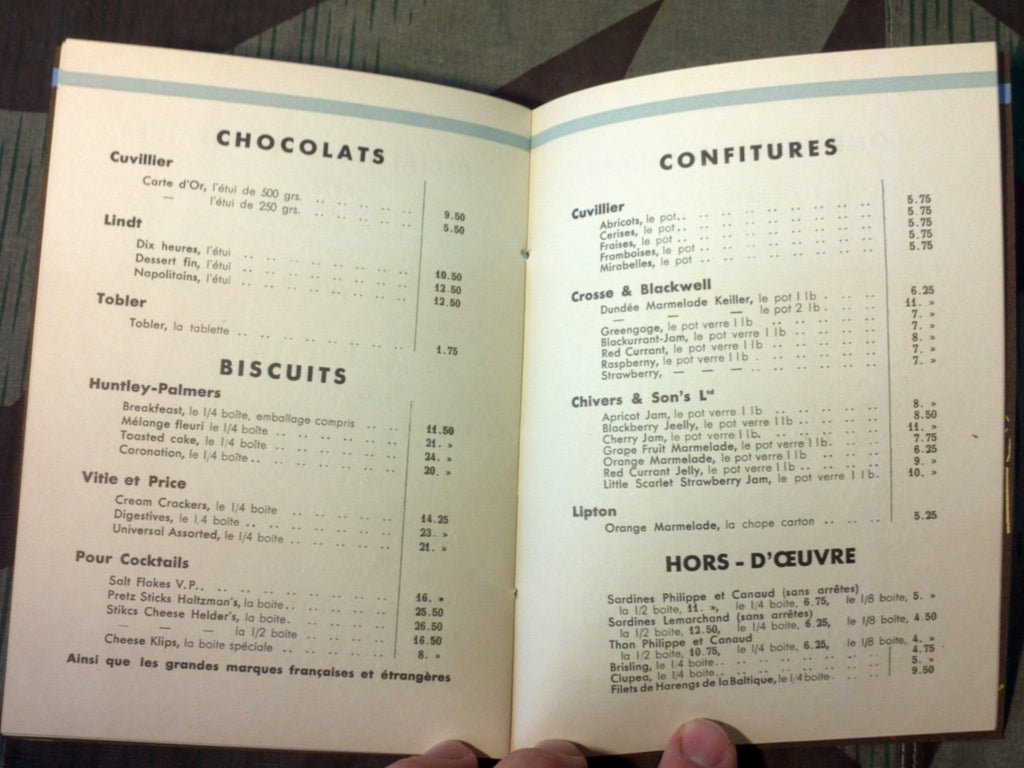 CHOCOLATS
Cuvillier
Carte d'Or, l'étui de 500 grs. .. .. .. .. .. 9.50
— l'étui de 250 grs. .. .. .. .. .. 5.50
Lindt
Dix heures, l'étui .. .. .. .. .. .. .. 10.50
Dessert fin, l'étui .. .. .. .. .. .. .. 12.50
Napolitains, l'étui .. .. .. .. .. .. .. 12.50
Tobler
Tobler, la tablette .. .. .. .. .. .. .. 1.75
BISCUITS
Huntley-Palmers
Breakfeast, le 1/4 boîte, emballage compris .. .. 11.50
Mélange fleuri le 1/4 boîte .. .. .. .. .. 21. »
Toasted cake, le 1/4 boîte .. .. .. .. .. 24. »
Coronation, le 1/4 boîte .. .. .. .. .. .. 20. »
Vitie et Price
Cream Crackers, le 1/4 boîte .. .. .. .. .. 14.25
Digestives, le 1/4 boîte .. .. .. .. .. .. 23. »
Universal Assorted, le 1/4 boîte .. .. .. .. .. 21. »
Pour Cocktails
Salt Flakes V.P. .. .. .. .. .. .. .. 16. »
Pretz Sticks Haltzman's, la boîte .. .. .. .. .. 25.50
Stikcs Cheese Helder's, la boîte. .. .. .. .. 26.50
— — — la 1/2 boîte .. .. .. .. 16.50
Cheese Klips, la boîte spéciale .. .. .. .. .. 8. »
Ainsi que les grandes marques françaises et étrangères
CONFITURES
Cuvillier
Abricots, le pot .. .. .. .. .. .. .. .. 5.75
Cerises, le pot .. .. .. .. .. .. .. .. 5.75
Fraises, le pot .. .. .. .. .. .. .. .. 5.75
Framboises, le pot .. .. .. .. .. .. .. 5.75
Mirabelles, le pot .. .. .. .. .. .. .. 5.75
Crosse & Blackwell
Dundée Marmelade Keiller, le pot 1 lb . .. .. 6.25
— — — le pot 2 lb . .. .. 11. »
Greengage, le pot verre 1 lb .. .. .. .. .. 7. »
Blackurrant-Jam, le pot verre 1 lb .. .. .. .. 7. »
Red Currant, le pot verre 1 lb .. .. .. .. .. 8. »
Raspberry, le pot verre 1 lb . .. .. .. .. 7. »
Strawberry, — — — .. .. .. .. .. 7. »
Chivers & Son's Ltd
Apricot Jam, le pot verre 1 lb .. .. .. .. 8. »
Blackberry Jeelly, le pot verre 1 lb .. .. .. .. 8.50
Cherry Jam, le pot verre 1 lb. .. .. .. .. 11. »
Grape Fruit Marmelade, le pot verre 1 lb. .. .. 7.75
Orange Marmelade, le pot verre 1 lb .. .. .. 6.25
Red Currant Jelly, le pot verre 1 lb .. .. .. .. 9. »
Little Scarlet Strawberry Jam, le pot verre 1 lb. 10. »
Lipton
Orange Marmelade, la chope carton .. .. .. 5.25
HORS-D'ŒUVRE
Sardines Philippe et Canaud (sans arrêtes)
la 1/2 boite, 11. », le 1/4 boite, 6.75, le 1/8 boite, 5. »
Sardines Lemarchand (sans arrêtes)
la 1/2 boite, 12.50, le 1/4 boite, 6.25, le 1/8 boite, 4.50
Thon Philippe et Canaud
la 1/2 boite, 10.75, le 1/4 boite, 6.25, le 1/8 boite, 4. »
Brisling, le 1/4 boite .. .. .. .. .. .. .. 4.75
Clupea, le 1/4 boite .. .. .. .. .. .. .. 5. »
Filets de Harengs de la Baltique, le 1/4 boite . .. .. 9.50